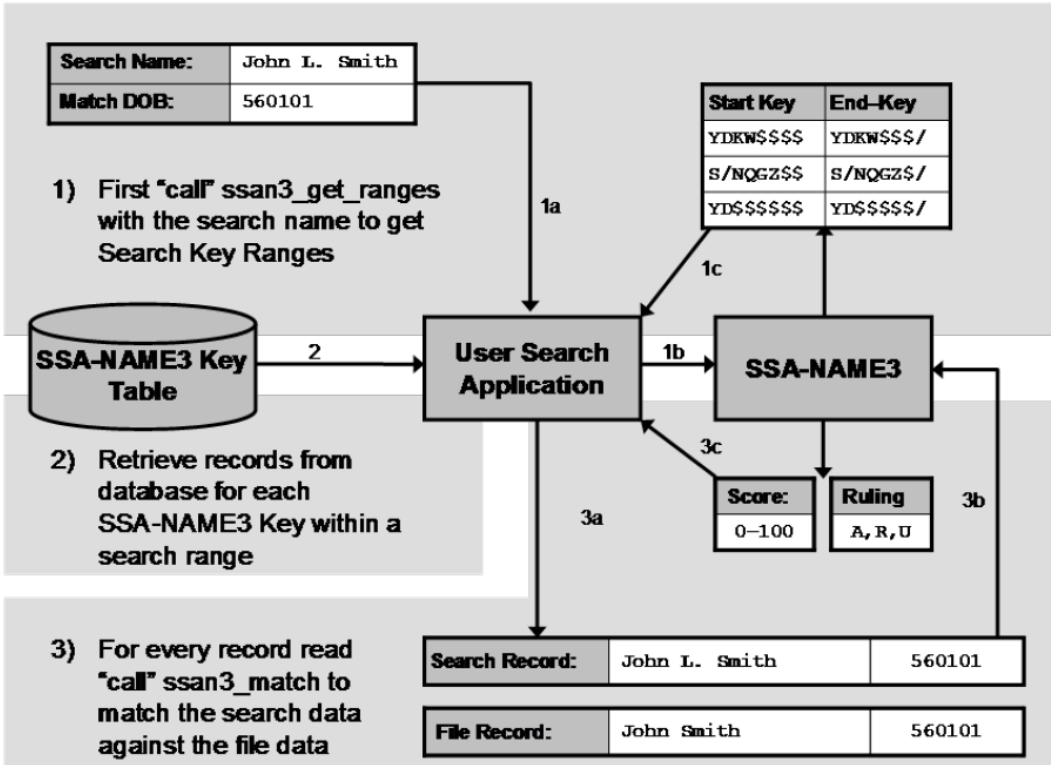 Search Name: John L. Smith
Match DOB: 560101
Start Key End-Key
YDKW$$$$ YDKW$$$/
S/NQGZ$$ S/NQGZ$/
YD$$$$$$ YD$$$$$/
1) First "call" ssan3_get_ranges
with the search name to get
Search Key Ranges
1a
1c
SSA-NAME3 Key
Table
2
User Search
Application
1b
SSA-NAME3
2) Retrieve records from
database for each
SSA-NAME3 Key within a
search range
3a
3c
Score:
0-100
Ruling
A,R,U
3b
3) For every record read
"call" ssan3_match to
match the search data
against the file data
Search Record: John L. Smith 560101
File Record: John Smith 560101